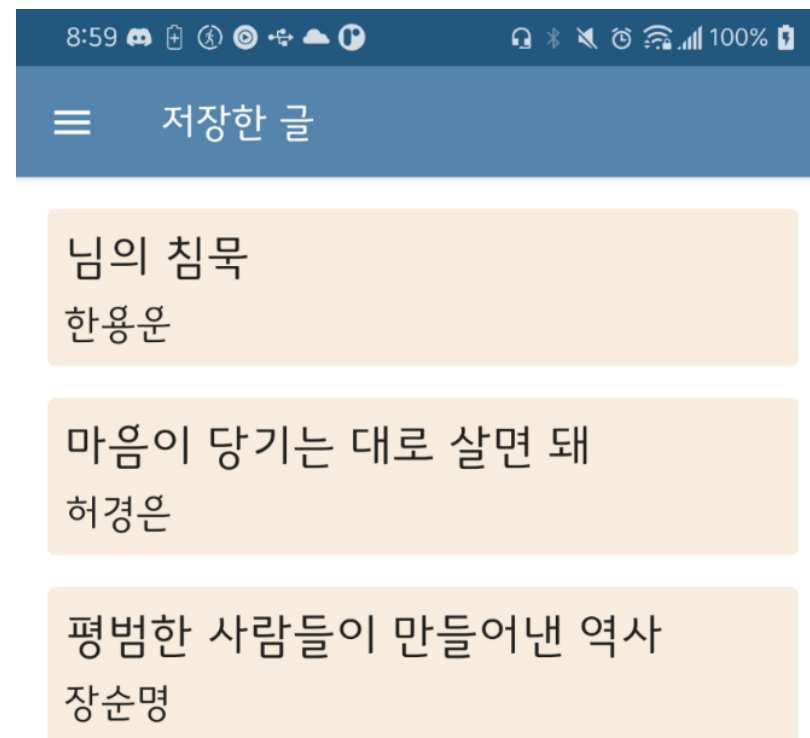 8:59 100%
저장한 글
님의 침묵
한용운
마음이 당기는 대로 살면 돼
허경은
평범한 사람들이 만들어낸 역사
장순명